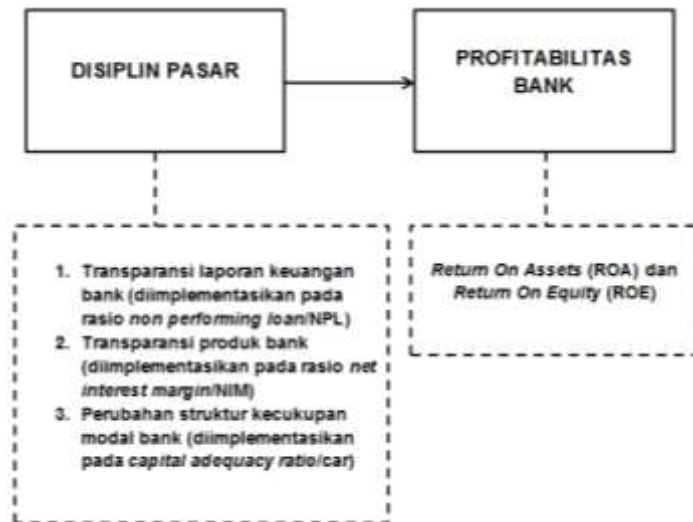 DISIPLIN PASAR
PROFITABILITAS
BANK
1. Transparansi laporan keuangan
bank (diimplementasikan pada
rasio non performing loan/NPL)
2. Transparansi produk bank
(diimplementasikan pada rasio net
interest margin/NIM)
3. Perubahan struktur kecukupan
modal bank (diimplementasikan
pada capital adequacy ratio/car)
Return On Assets (ROA) dan
Return On Equity (ROE)